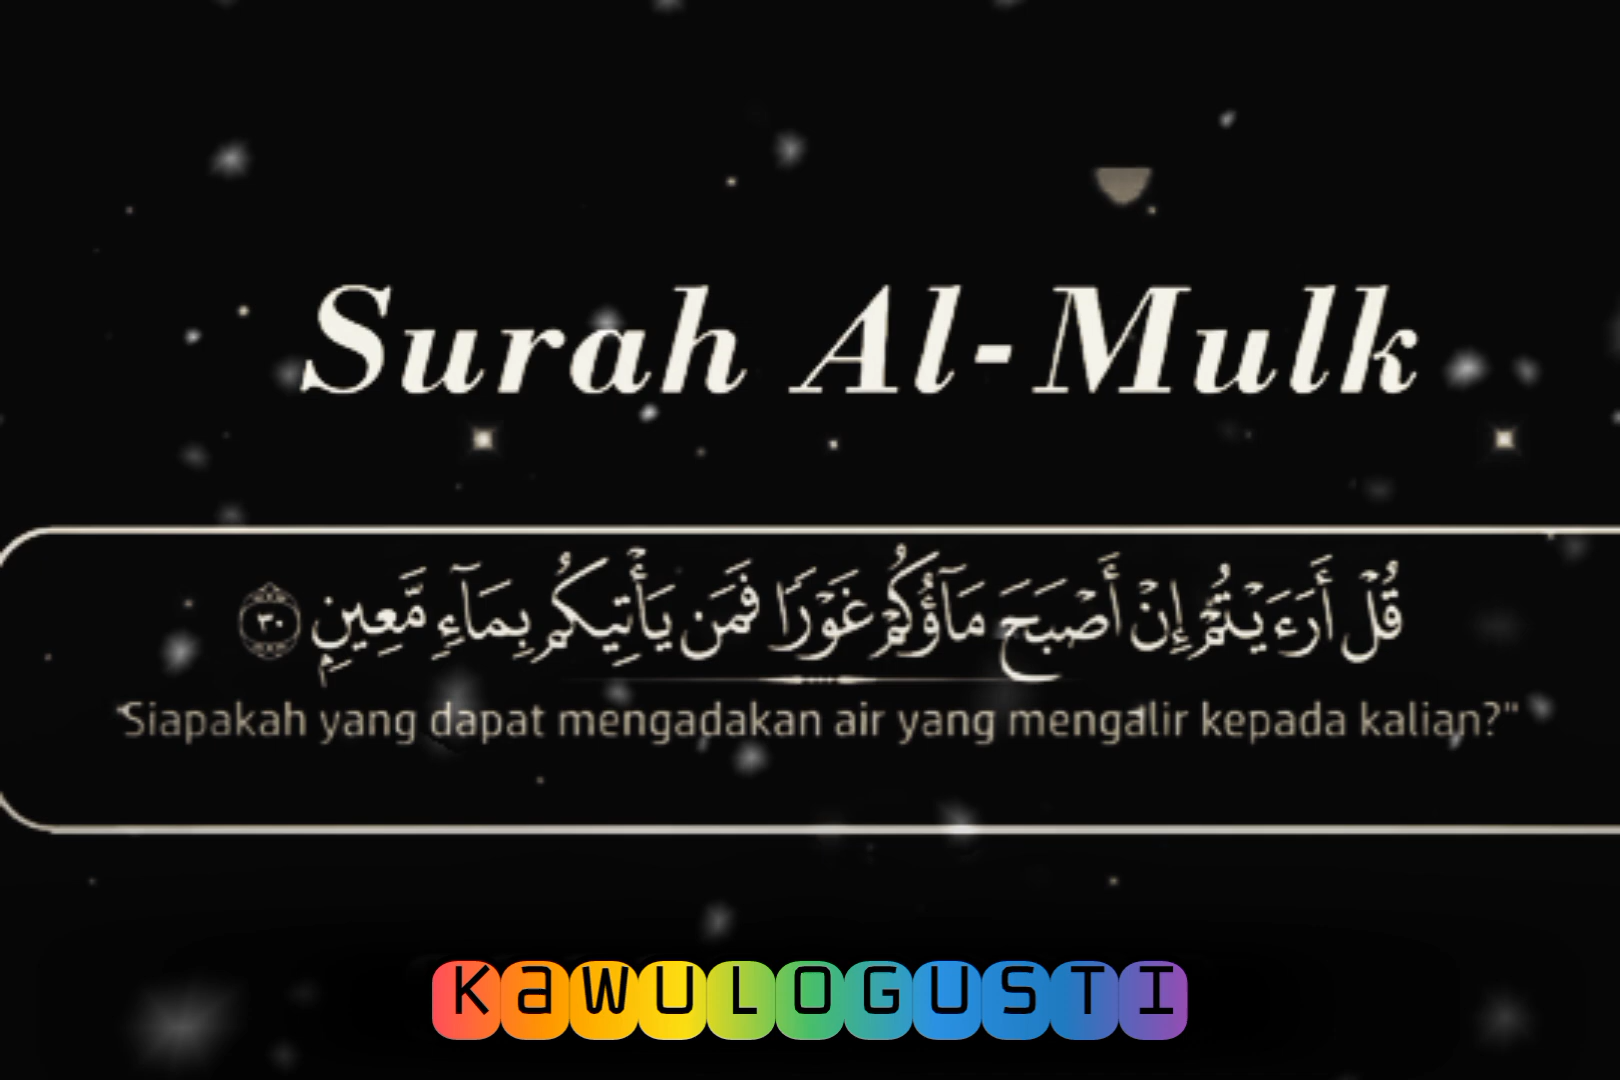 Surah Al-Mulk
قُلْ أَرَءَيْتُمْ إِنْ أَصْبَحَ مَآؤُكُمْ غَوْرًا فَمَن يَأْتِيكُم بِمَآءٍ مَّعِينٍۭ ٣٠
"Siapakah yang dapat mengadakan air yang mengalir kepada kalian?"
KaWULOGUSTI